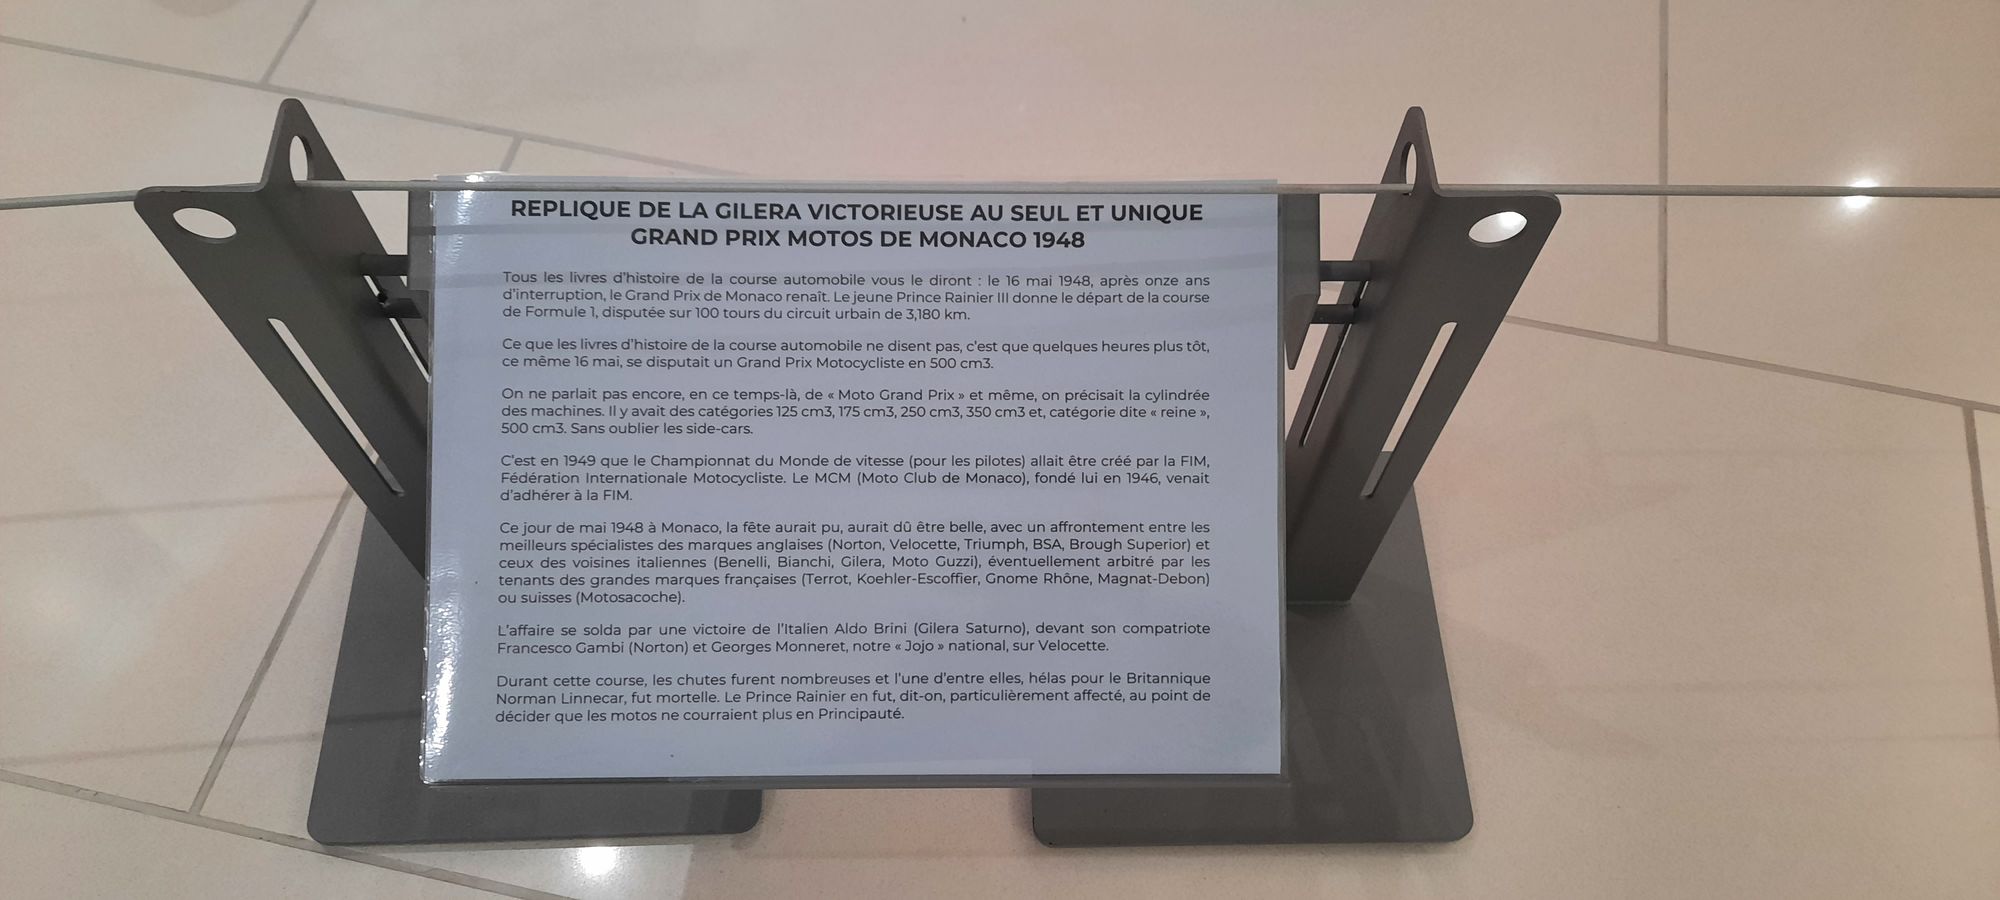 REPLIQUE DE LA GILERA VICTORIEUSE AU SEUL ET UNIQUE
GRAND PRIX MOTOS DE MONACO 1948
Tous les livres d'histoire de la course automobile vous le diront : le 16 mai 1948, après onze ans
d'interruption, le Grand Prix de Monaco renaît. Le jeune Prince Rainier III donne le départ de la course
de Formule 1, disputée sur 100 tours du circuit urbain de 3,180 km.
Ce que les livres d'histoire de la course automobile ne disent pas, c'est que quelques heures plus tôt,
ce même 16 mai, se disputait un Grand Prix Motocycliste en 500 cm3.
On ne parlait pas encore, en ce temps-là, de « Moto Grand Prix » et même, on précisait la cylindrée
des machines. Il y avait des catégories 125 cm3, 175 cm3, 250 cm3, 350 cm3 et, catégorie dite « reine »,
500 cm3. Sans oublier les side-cars.
C'est en 1949 que le Championnat du Monde de vitesse (pour les pilotes) allait être créé par la FIM,
Fédération Internationale Motocycliste. Le MCM (Moto Club de Monaco), fondé lui en 1946, venait
d'adhérer à la FIM.
Ce jour de mai 1948 à Monaco, la fête aurait pu, aurait dû être belle, avec un affrontement entre les
meilleurs spécialistes des marques anglaises (Norton, Velocette, Triumph, BSA, Brough Superior) et
ceux des voisines italiennes (Benelli, Bianchi, Gilera, Moto Guzzi), éventuellement arbitré par les
tenants des grandes marques françaises (Terrot, Koehler-Escoffier, Gnome Rhône, Magnat-Debon)
ou suisses (Motosacoche).
L'affaire se solda par une victoire de l'Italien Aldo Brini (Gilera Saturno), devant son compatriote
Francesco Gambi (Norton) et Georges Monneret, notre « Jojo » national, sur Velocette.
Durant cette course, les chutes furent nombreuses et l'une d'entre elles, hélas pour le Britannique
Norman Linnecar, fut mortelle. Le Prince Rainier en fut, dit-on, particulièrement affecté, au point de
décider que les motos ne courraient plus en Principauté.